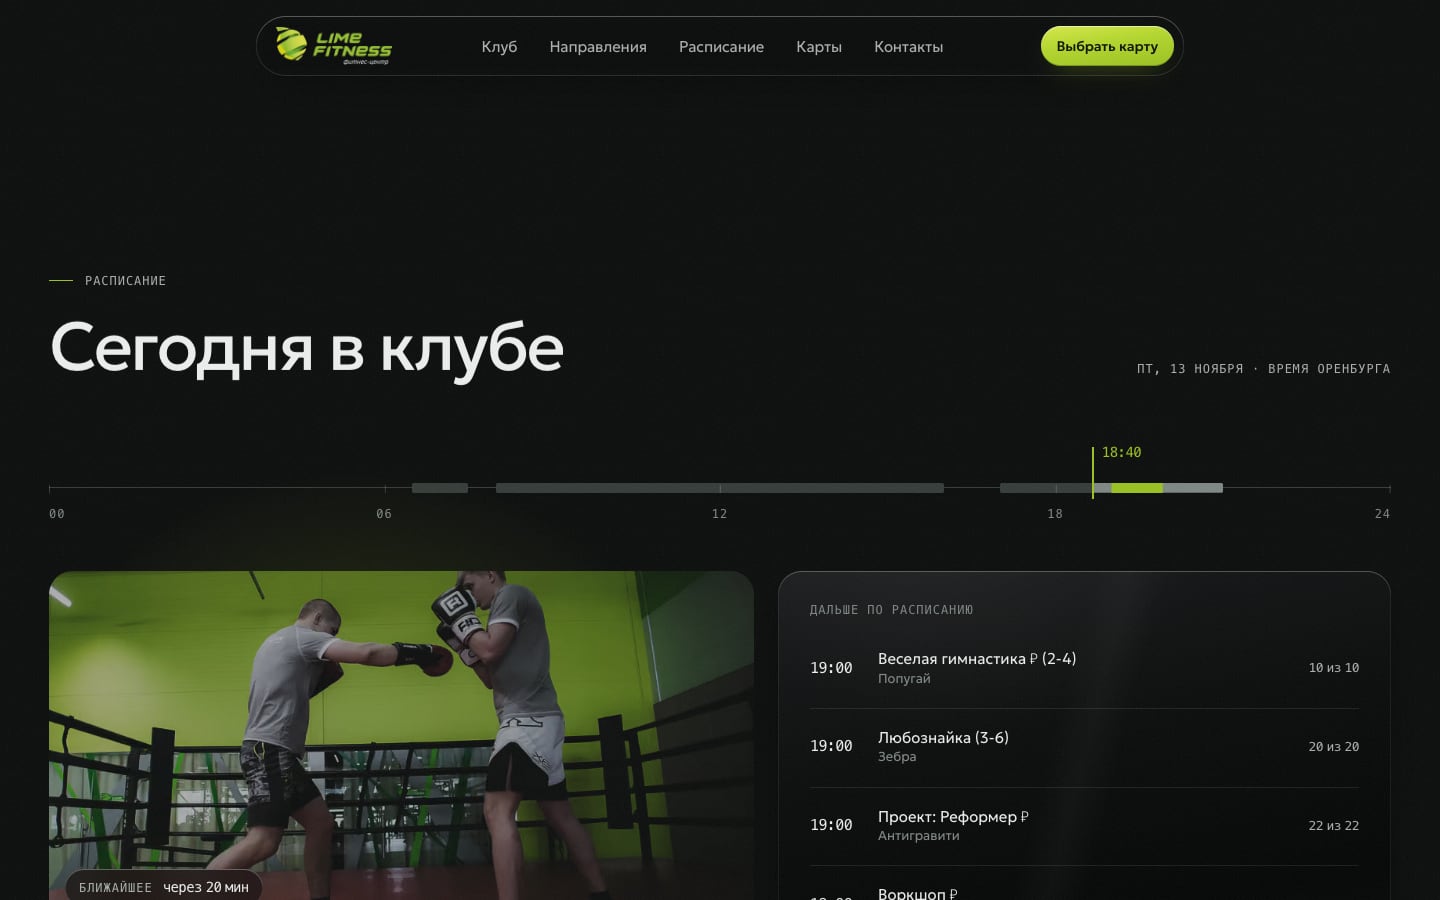 LIME
FITNESS
фитнес-центр
Клуб
Направления
Расписание
Карты
Контакты
Выбрать карту
РАСПИСАНИЕ
Сегодня в клубе
ПТ, 13 НОЯБРЯ · ВРЕМЯ ОРЕНБУРГА
18:40
00
06
12
18
24
БЛИЖАЙШЕЕ через 20 мин
ДАЛЬШЕ ПО РАСПИСАНИЮ
19:00
Веселая гимнастика ₽ (2-4)
Попугай
10 из 10
19:00
Любознайка (3-6)
Зебра
20 из 20
19:00
Проект: Реформер ₽
Антигравити
22 из 22
Воркшоп ₽